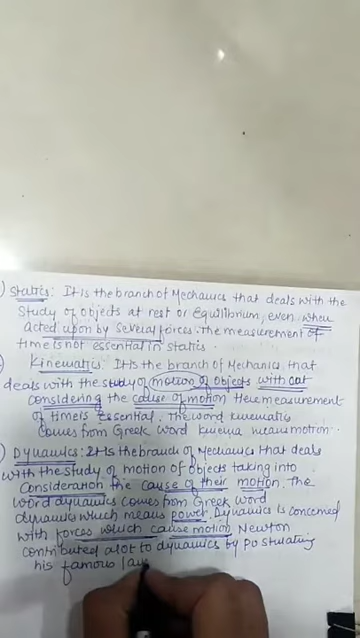 ) Statics: It is the branch of Mechanics that deals with the
study of objects at rest or Equilibrium, even when
acted upon by several forces. The measurement of
time is not essential in statics.
) Kinematics: It is the branch of Mechanics that
deals with the study of motion of objects with out
considering the cause of motion Here measurement
of time is Essential. The word kinematic
comes from Greek word kinema means motion.
) Dynamics: It is the branch of Mechanics that deals
with the study of motion of objects taking into
Consideration the cause of their motion. The
word dynamics comes from Greek word
dynamis which means power. Dynamics is concerned
with forces which cause motion Newton
contributed alot to dynamics by postulating
his famous law